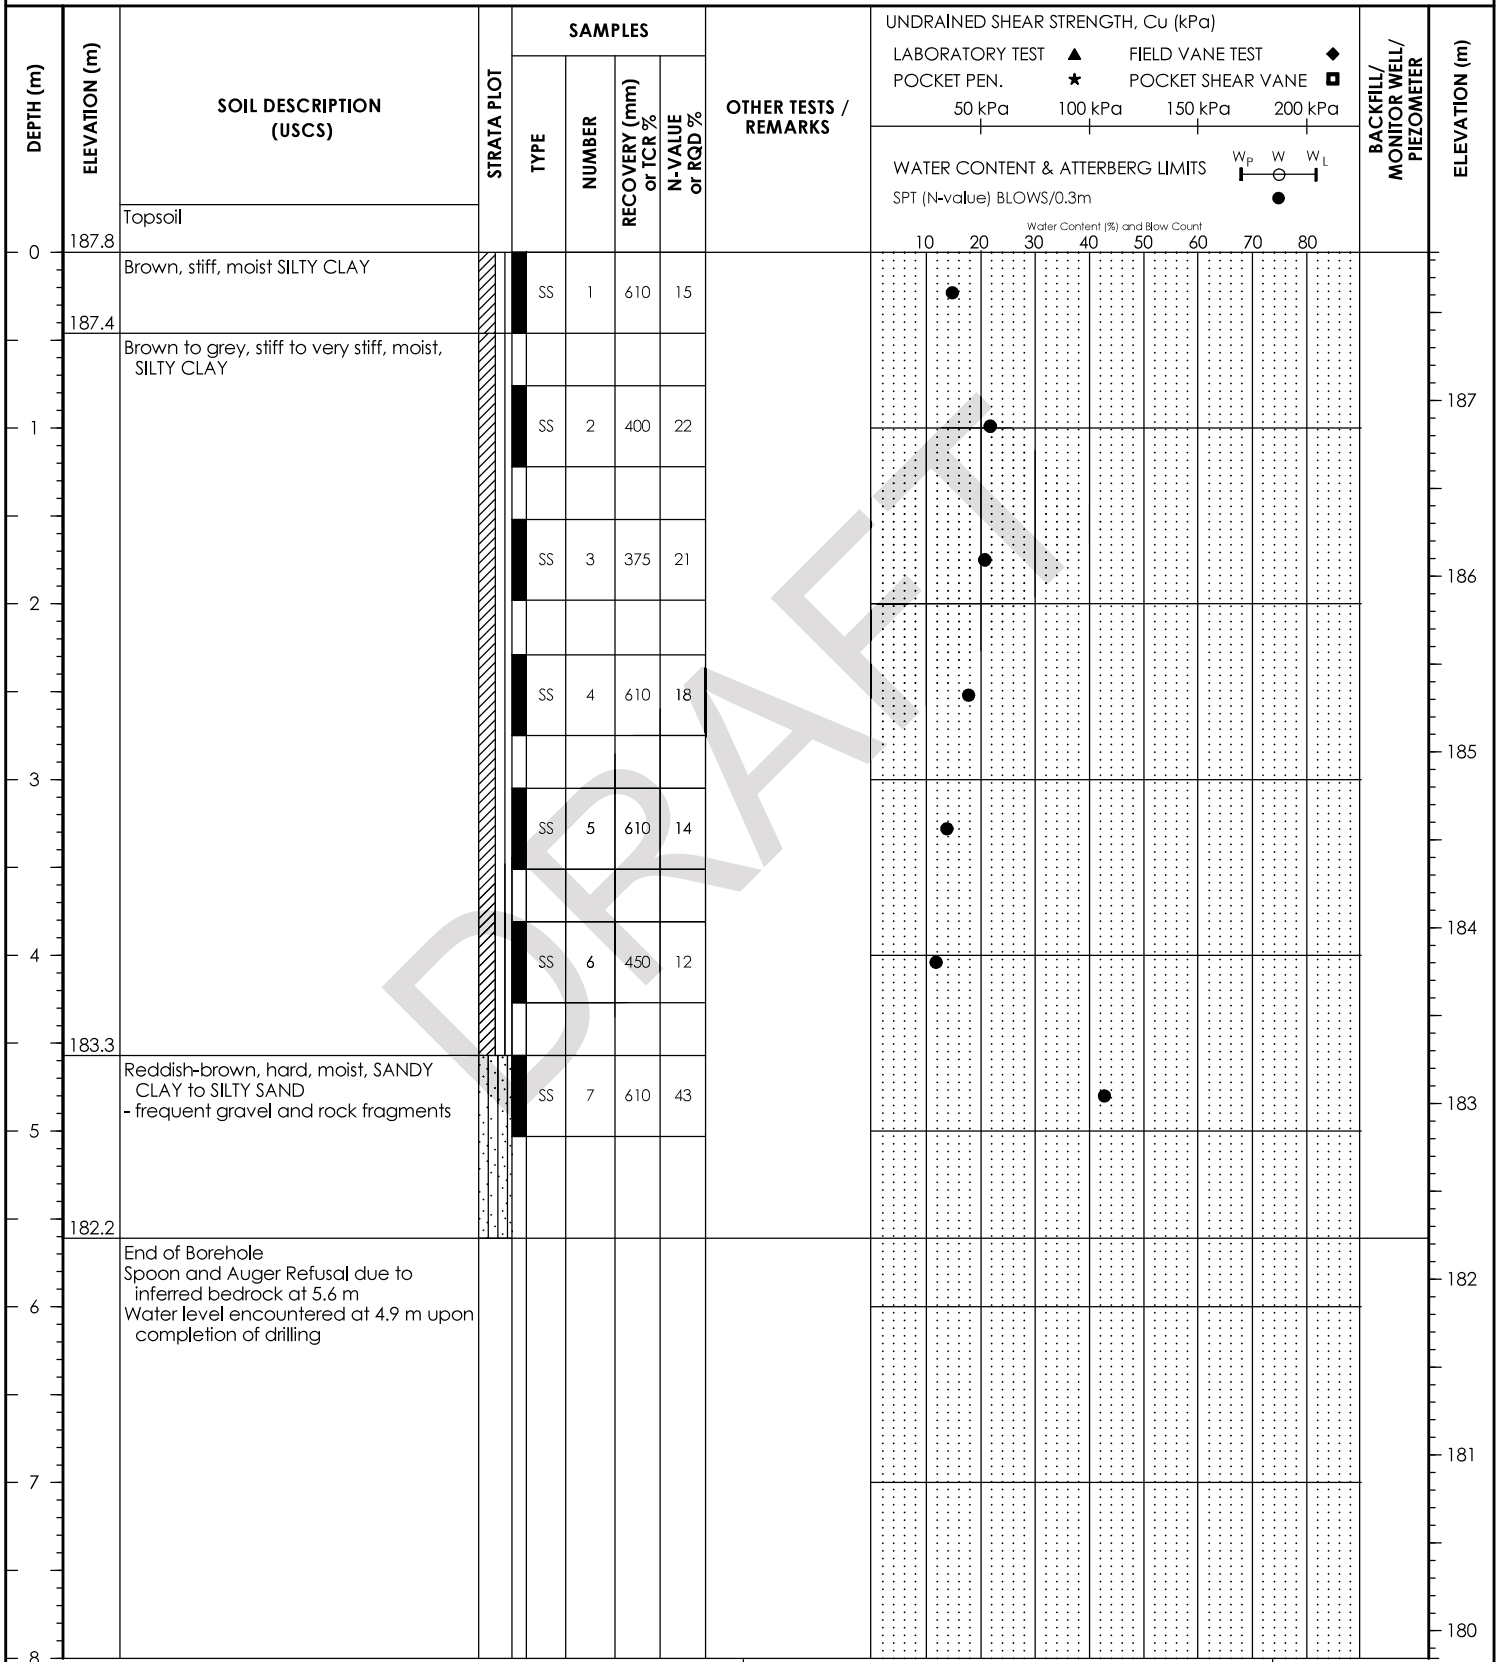 DEPTH (m)
ELEVATION (m)
SOIL DESCRIPTION
(USCS)
STRATA PLOT
SAMPLES
TYPE
NUMBER
RECOVERY (mm)
or TCR %
N-VALUE
or RQD %
OTHER TESTS /
REMARKS
UNDRAINED SHEAR STRENGTH, Cu (kPa)
LABORATORY TEST ▲ FIELD VANE TEST ◆
POCKET PEN. ★ POCKET SHEAR VANE
50 kPa 100 kPa 150 kPa 200 kPa
WATER CONTENT & ATTERBERG LIMITS
WP W WL
SPT (N-value) BLOWS/0.3m ●
Water Content (%) and Blow Count
10 20 30 40 50 60 70 80
BACKFILL/
MONITOR WELL/
PIEZOMETER
ELEVATION (m)
Topsoil
0 187.8
Brown, stiff, moist SILTY CLAY
SS 1 610 15
187.4
Brown to grey, stiff to very stiff, moist,
SILTY CLAY
187
1
SS 2 400 22
SS 3 375 21
186
2
SS 4 610 18
185
3
SS 5 610 14
184
4
SS 6 450 12
183.3
Reddish-brown, hard, moist, SANDY
CLAY to SILTY SAND
- frequent gravel and rock fragments
SS 7 610 43
183
5
182.2
End of Borehole
Spoon and Auger Refusal due to
inferred bedrock at 5.6 m
Water level encountered at 4.9 m upon
completion of drilling
182
6
181
7
180
8
DRAFT